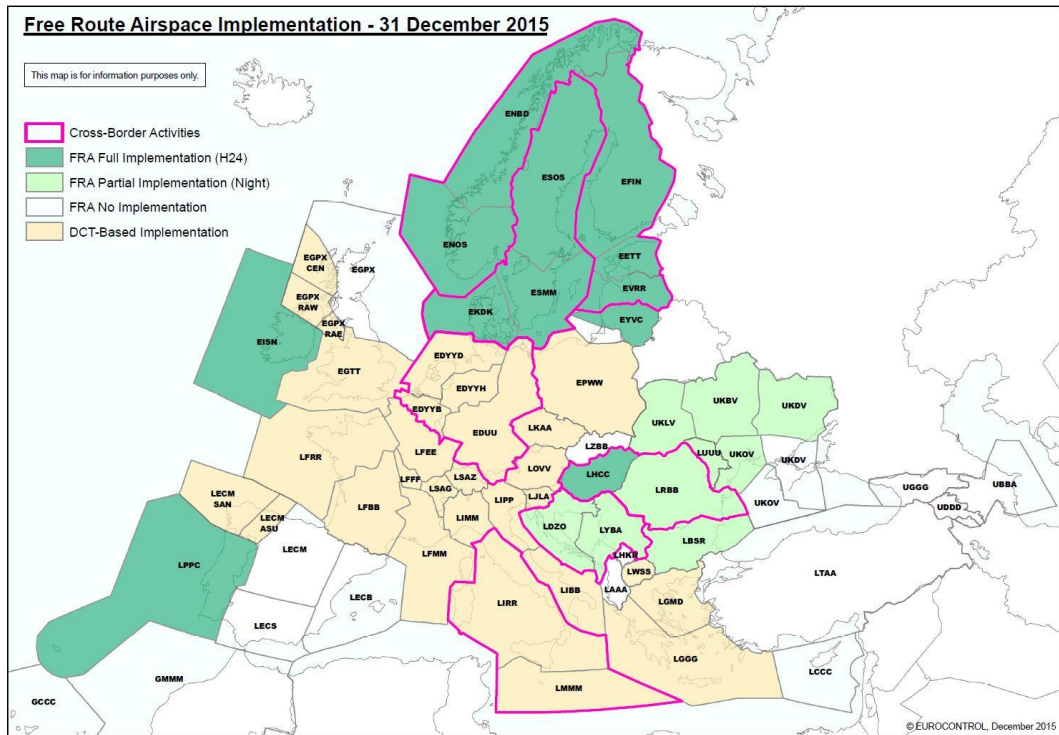 Free Route Airspace Implementation - 31 December 2015
This map is for information purposes only.
Cross-Border Activities
FRA Full Implementation (H24)
FRA Partial Implementation (Night)
FRA No Implementation
DCT-Based Implementation
ENBD
ESOS
EFIN
ENOS
EETT
EVRR
ESMM
EKDK
EYVC
EGPX
CEN
EGPX
EGPX
RAW
EGPX
RAE
EISN
EGTT
EDYYD
EDYYH
EDYYB
EDUU
EPWW
UKLV
UKBV
UKDV
LKAA
LZBB
LUUU
UKOV
UKDV
LFRR
LFEE
LOVV
LHCC
LFFF
LSAZ
LSAG
LIPP
LJLA
LRBB
UKOV
UGGG
UBBA
UDDD
LECM
SAN
LECM
ASU
LFBB
LIMM
LDZO
LYBA
LBSR
LECM
LFMM
LHKR
LWSS
LPPC
LAAA
LTAA
LECB
LIRR
LIBB
LGMD
LECS
LGGG
LCCC
GMMM
LMMM
GCCC
© EUROCONTROL, December 2015